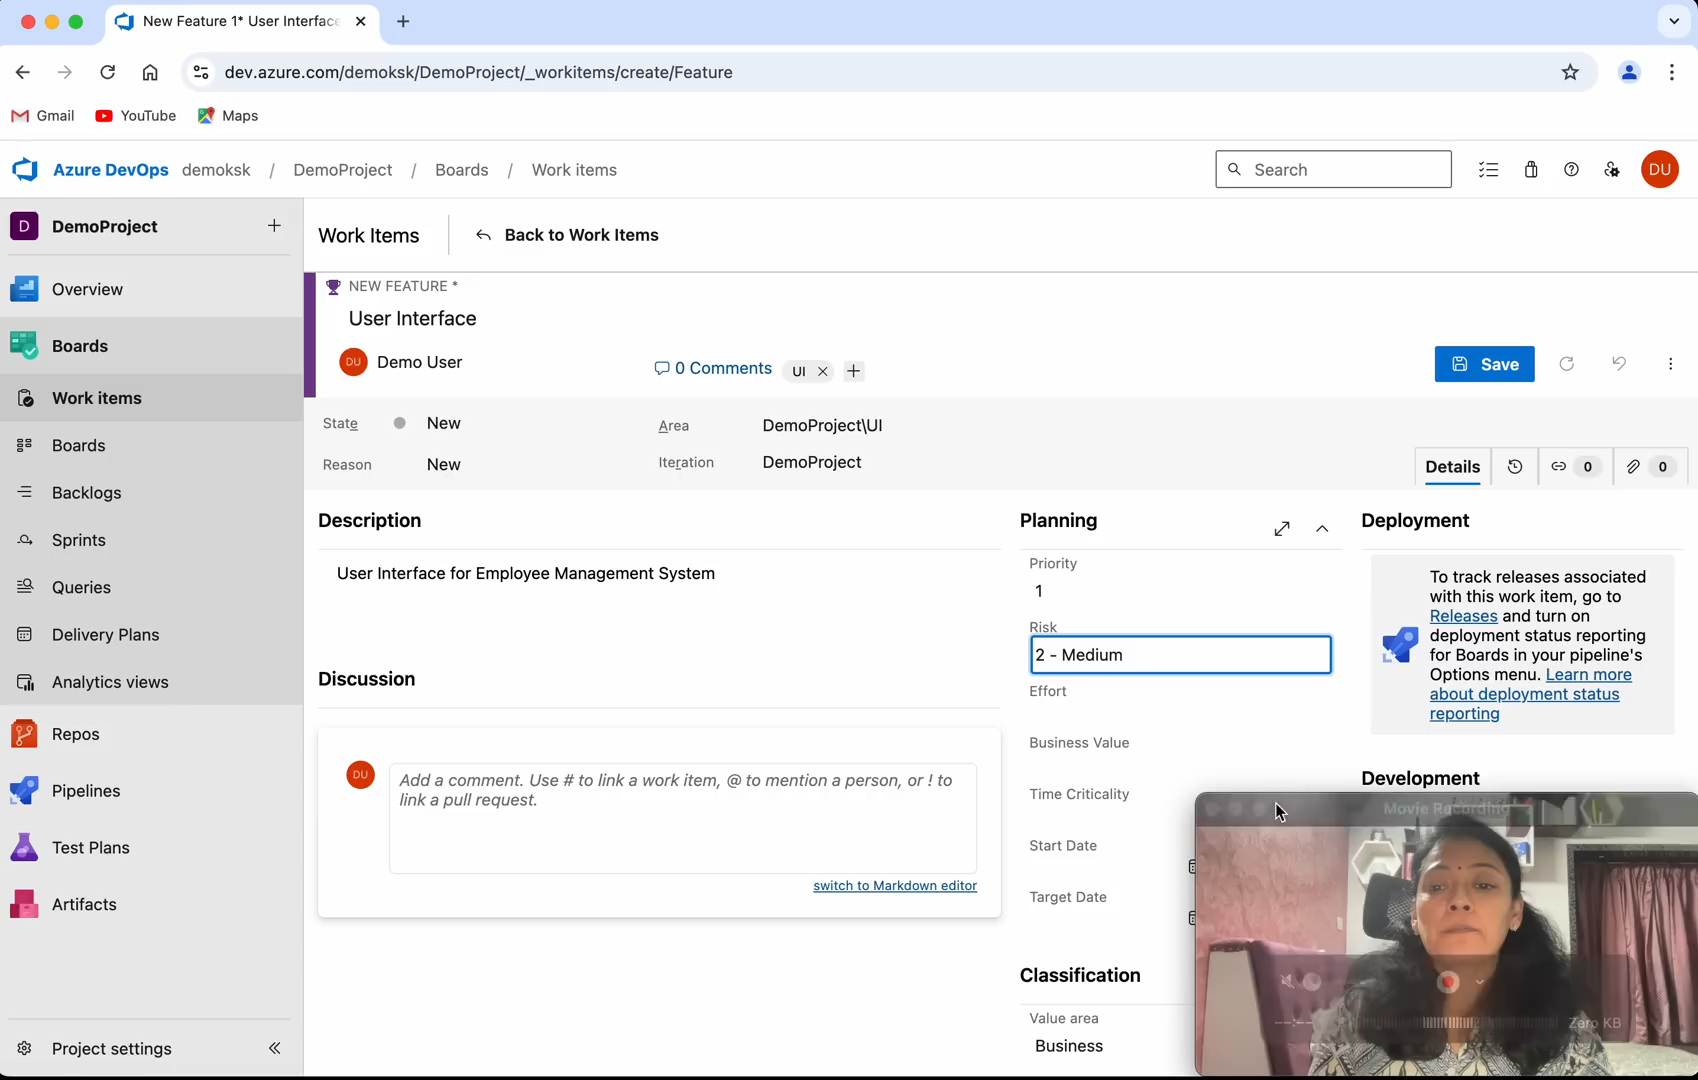 New Feature 1* User Interface
dev.azure.com/demoksk/DemoProject/_workitems/create/Feature
Gmail
YouTube
Maps
Azure DevOps demoksk / DemoProject / Boards / Work items
Search
DU
D
DemoProject
Overview
Boards
Work items
Boards
Backlogs
Sprints
Queries
Delivery Plans
Analytics views
Repos
Pipelines
Test Plans
Artifacts
Project settings
Work Items
Back to Work Items
NEW FEATURE *
User Interface
DU
Demo User
0 Comments
UI
Save
State
New
Area
DemoProject\UI
Reason
New
Iteration
DemoProject
Details
0
0
Description
User Interface for Employee Management System
Discussion
DU
Add a comment. Use # to link a work item, @ to mention a person, or ! to
link a pull request.
switch to Markdown editor
Planning
Priority
1
Risk
2 - Medium
Effort
Business Value
Time Criticality
Start Date
Target Date
Classification
Value area
Business
Deployment
To track releases associated
with this work item, go to
Releases and turn on
deployment status reporting
for Boards in your pipeline's
Options menu. Learn more
about deployment status
reporting
Development
Movie Recording
Zero KB